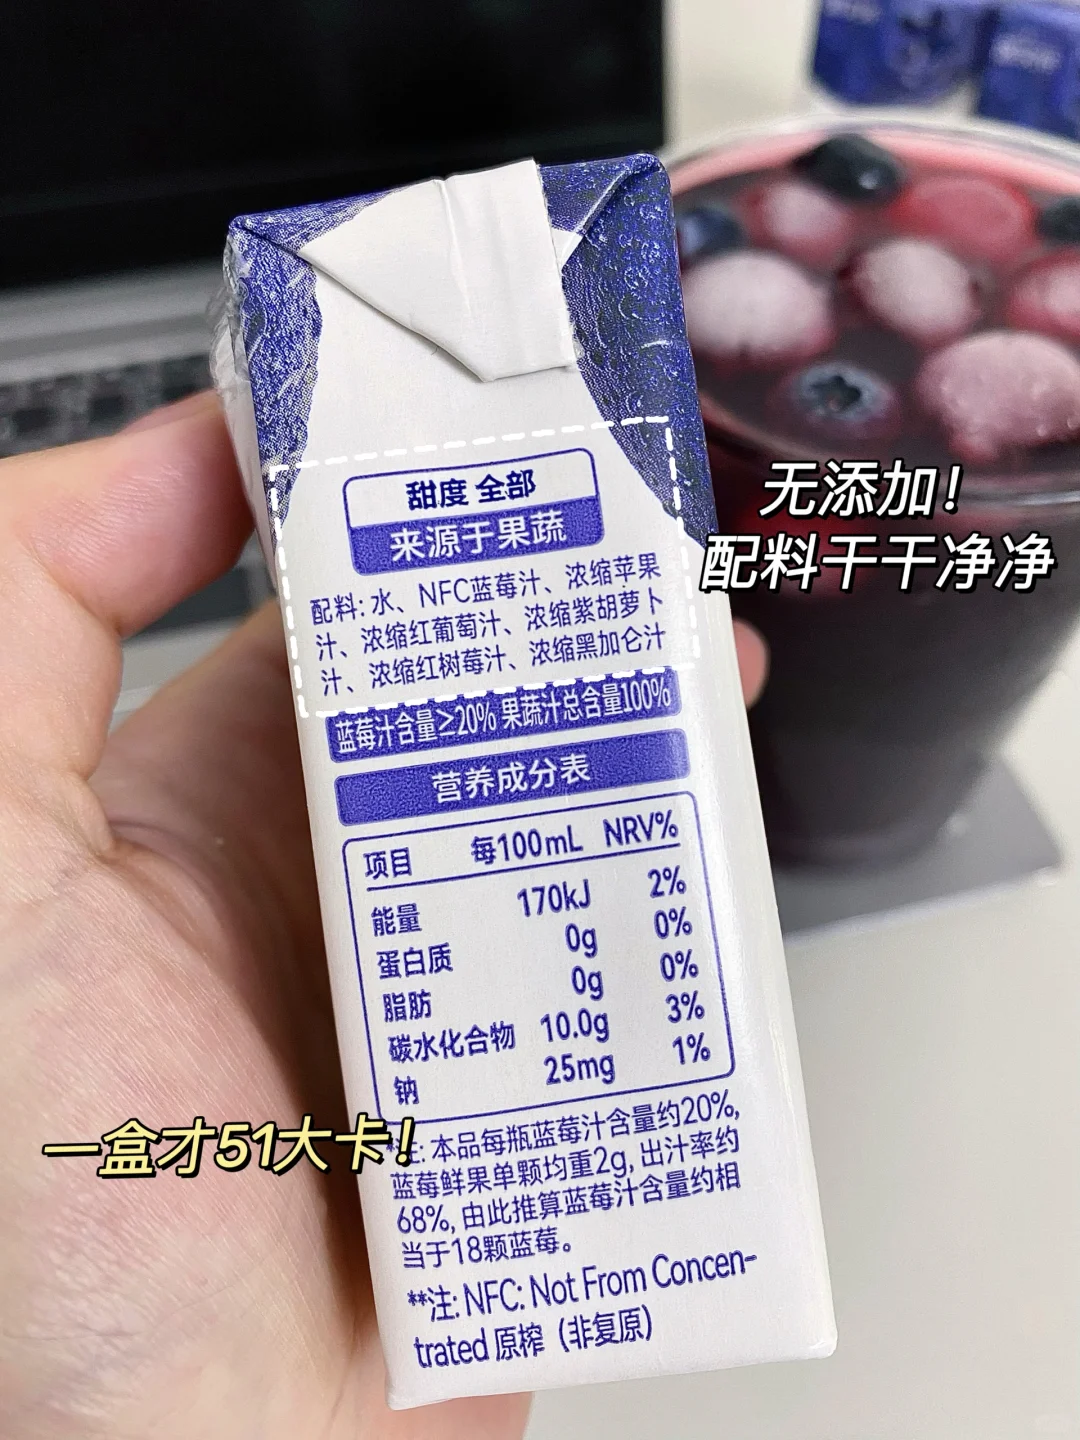 甜度 全部
来源于果蔬
配料: 水、NFC蓝莓汁、浓缩苹果
汁、浓缩红葡萄汁、浓缩紫胡萝卜
汁、浓缩红树莓汁、浓缩黑加仑汁
蓝莓汁含量≥20% 果蔬汁总含量100%
营养成分表
项目 每100mL NRV%
能量 170kJ 2%
蛋白质 0g 0%
脂肪 0g 0%
碳水化合物 10.0g 3%
钠 25mg 1%
注: 本品每瓶蓝莓汁含量约20%,
蓝莓鲜果单颗均重2g, 出汁率约
68%, 由此推算蓝莓汁含量约相
当于18颗蓝莓。
**注: NFC: Not From Concen-
trated 原榨（非复原）
无添加！
配料干干净净
一盒才51大卡！